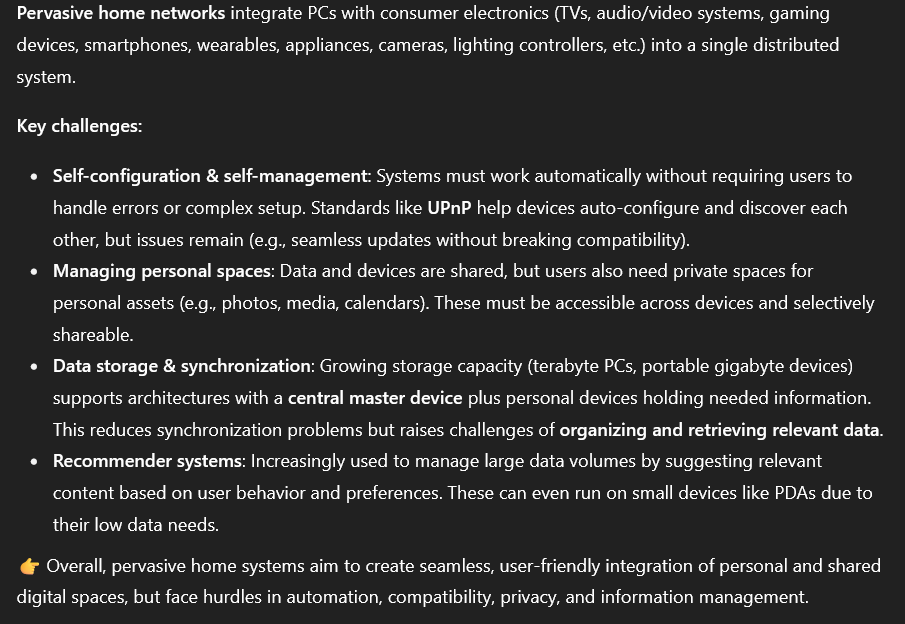 Pervasive home networks integrate PCs with consumer electronics (TVs, audio/video systems, gaming
devices, smartphones, wearables, appliances, cameras, lighting controllers, etc.) into a single distributed
system.
Key challenges:
• Self-configuration & self-management: Systems must work automatically without requiring users to
handle errors or complex setup. Standards like UPnP help devices auto-configure and discover each
other, but issues remain (e.g., seamless updates without breaking compatibility).
• Managing personal spaces: Data and devices are shared, but users also need private spaces for
personal assets (e.g., photos, media, calendars). These must be accessible across devices and selectively
shareable.
• Data storage & synchronization: Growing storage capacity (terabyte PCs, portable gigabyte devices)
supports architectures with a central master device plus personal devices holding needed information.
This reduces synchronization problems but raises challenges of organizing and retrieving relevant data.
• Recommender systems: Increasingly used to manage large data volumes by suggesting relevant
content based on user behavior and preferences. These can even run on small devices like PDAs due to
their low data needs.
👉 Overall, pervasive home systems aim to create seamless, user-friendly integration of personal and shared
digital spaces, but face hurdles in automation, compatibility, privacy, and information management.